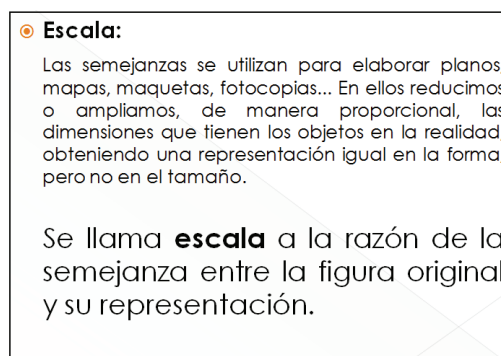 Escala:
Las semejanzas se utilizan para elaborar planos
mapas, maquetas, fotocopias... En ellos reducimos
o ampliamos, de manera proporcional, las
dimensiones que tienen los objetos en la realidad
obteniendo una representación igual en la forma,
pero no en el tamaño.
Se llama escala a la razón de la
semejanza entre la figura original
y su representación.